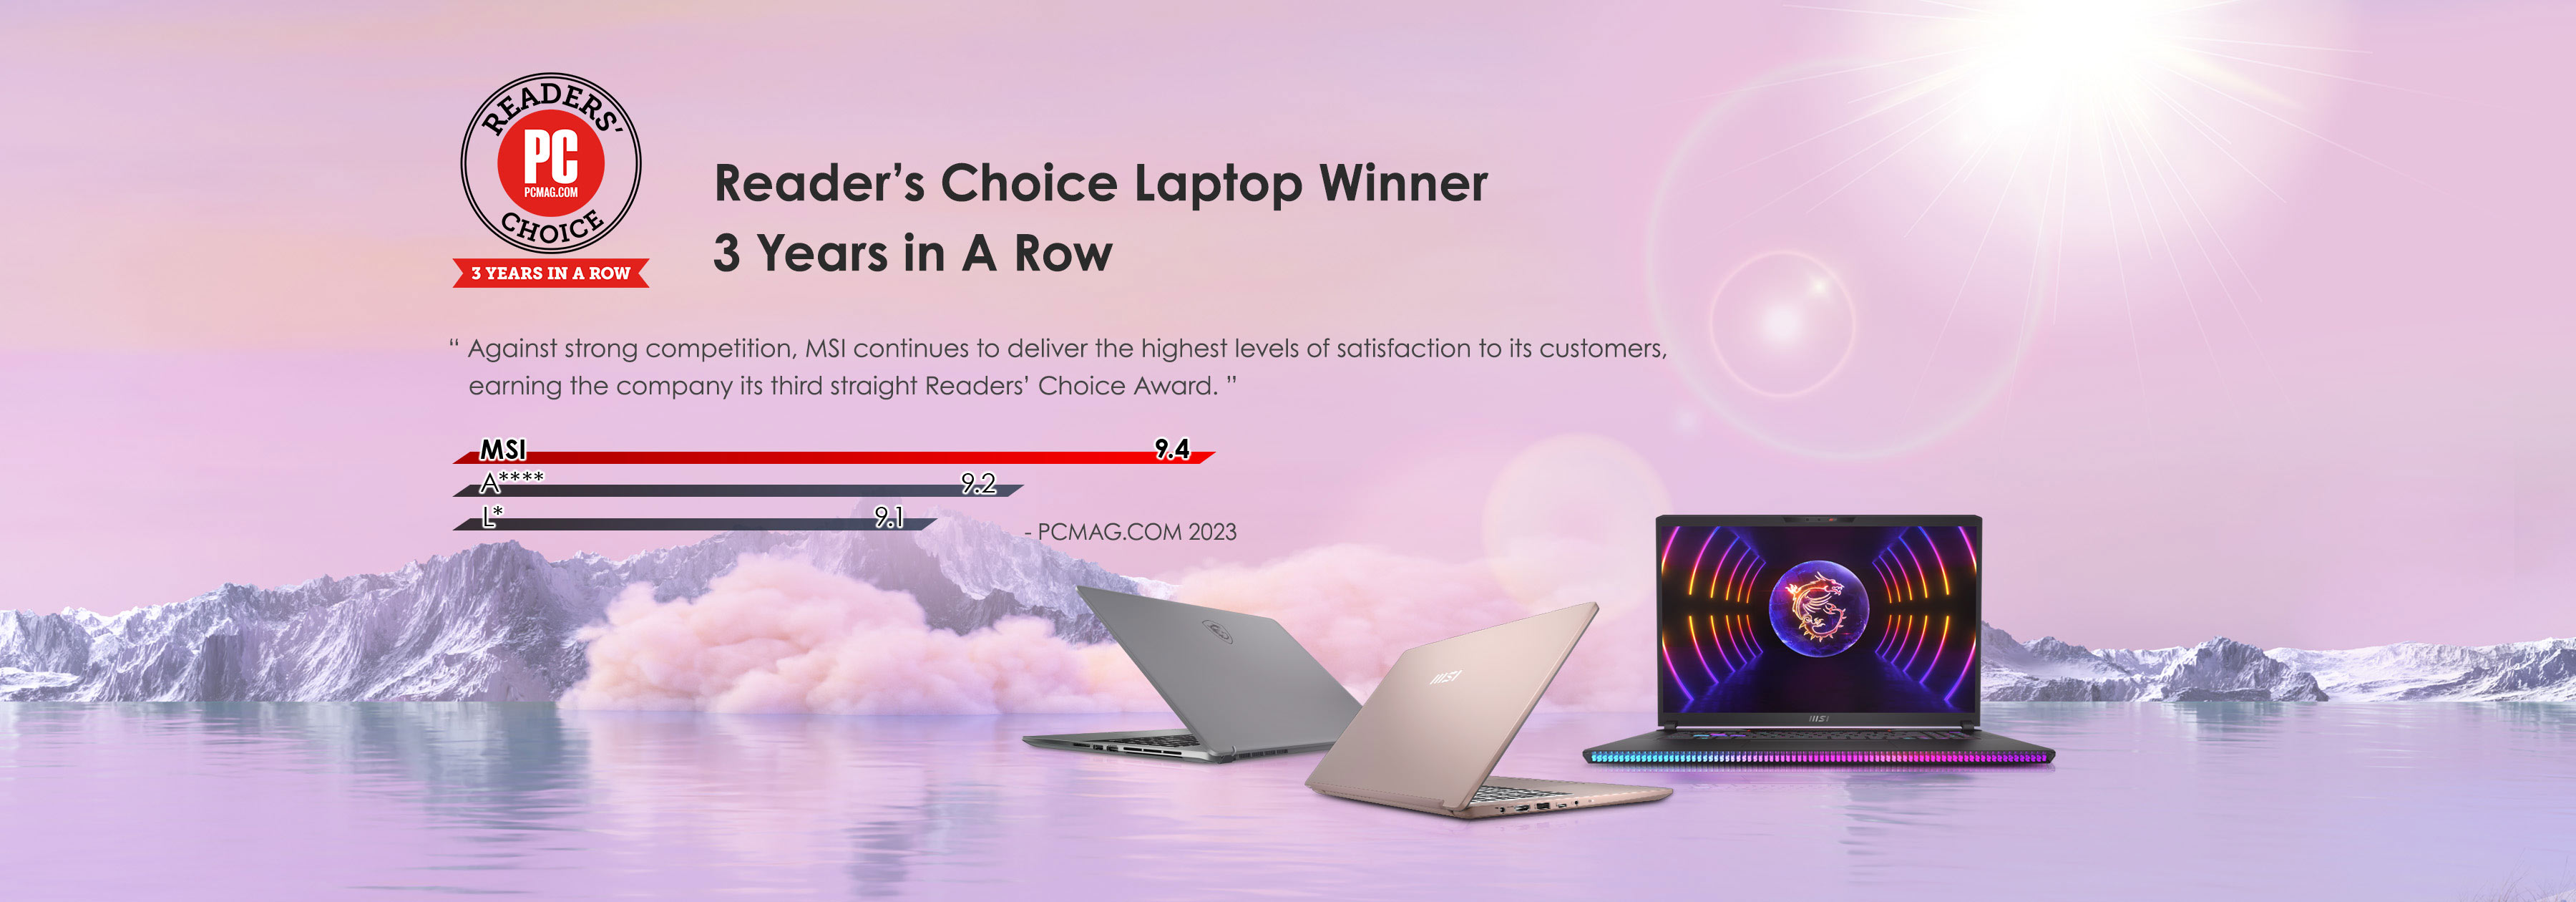 READERS'
PC
PCMAG.COM
CHOICE
3 YEARS IN A ROW
Reader's Choice Laptop Winner
3 Years in A Row
“ Against strong competition, MSI continues to deliver the highest levels of satisfaction to its customers,
earning the company its third straight Readers' Choice Award. ”
MSI 9.4
A**** 9.2
L* 9.1
- PCMAG.COM 2023
msi
msi